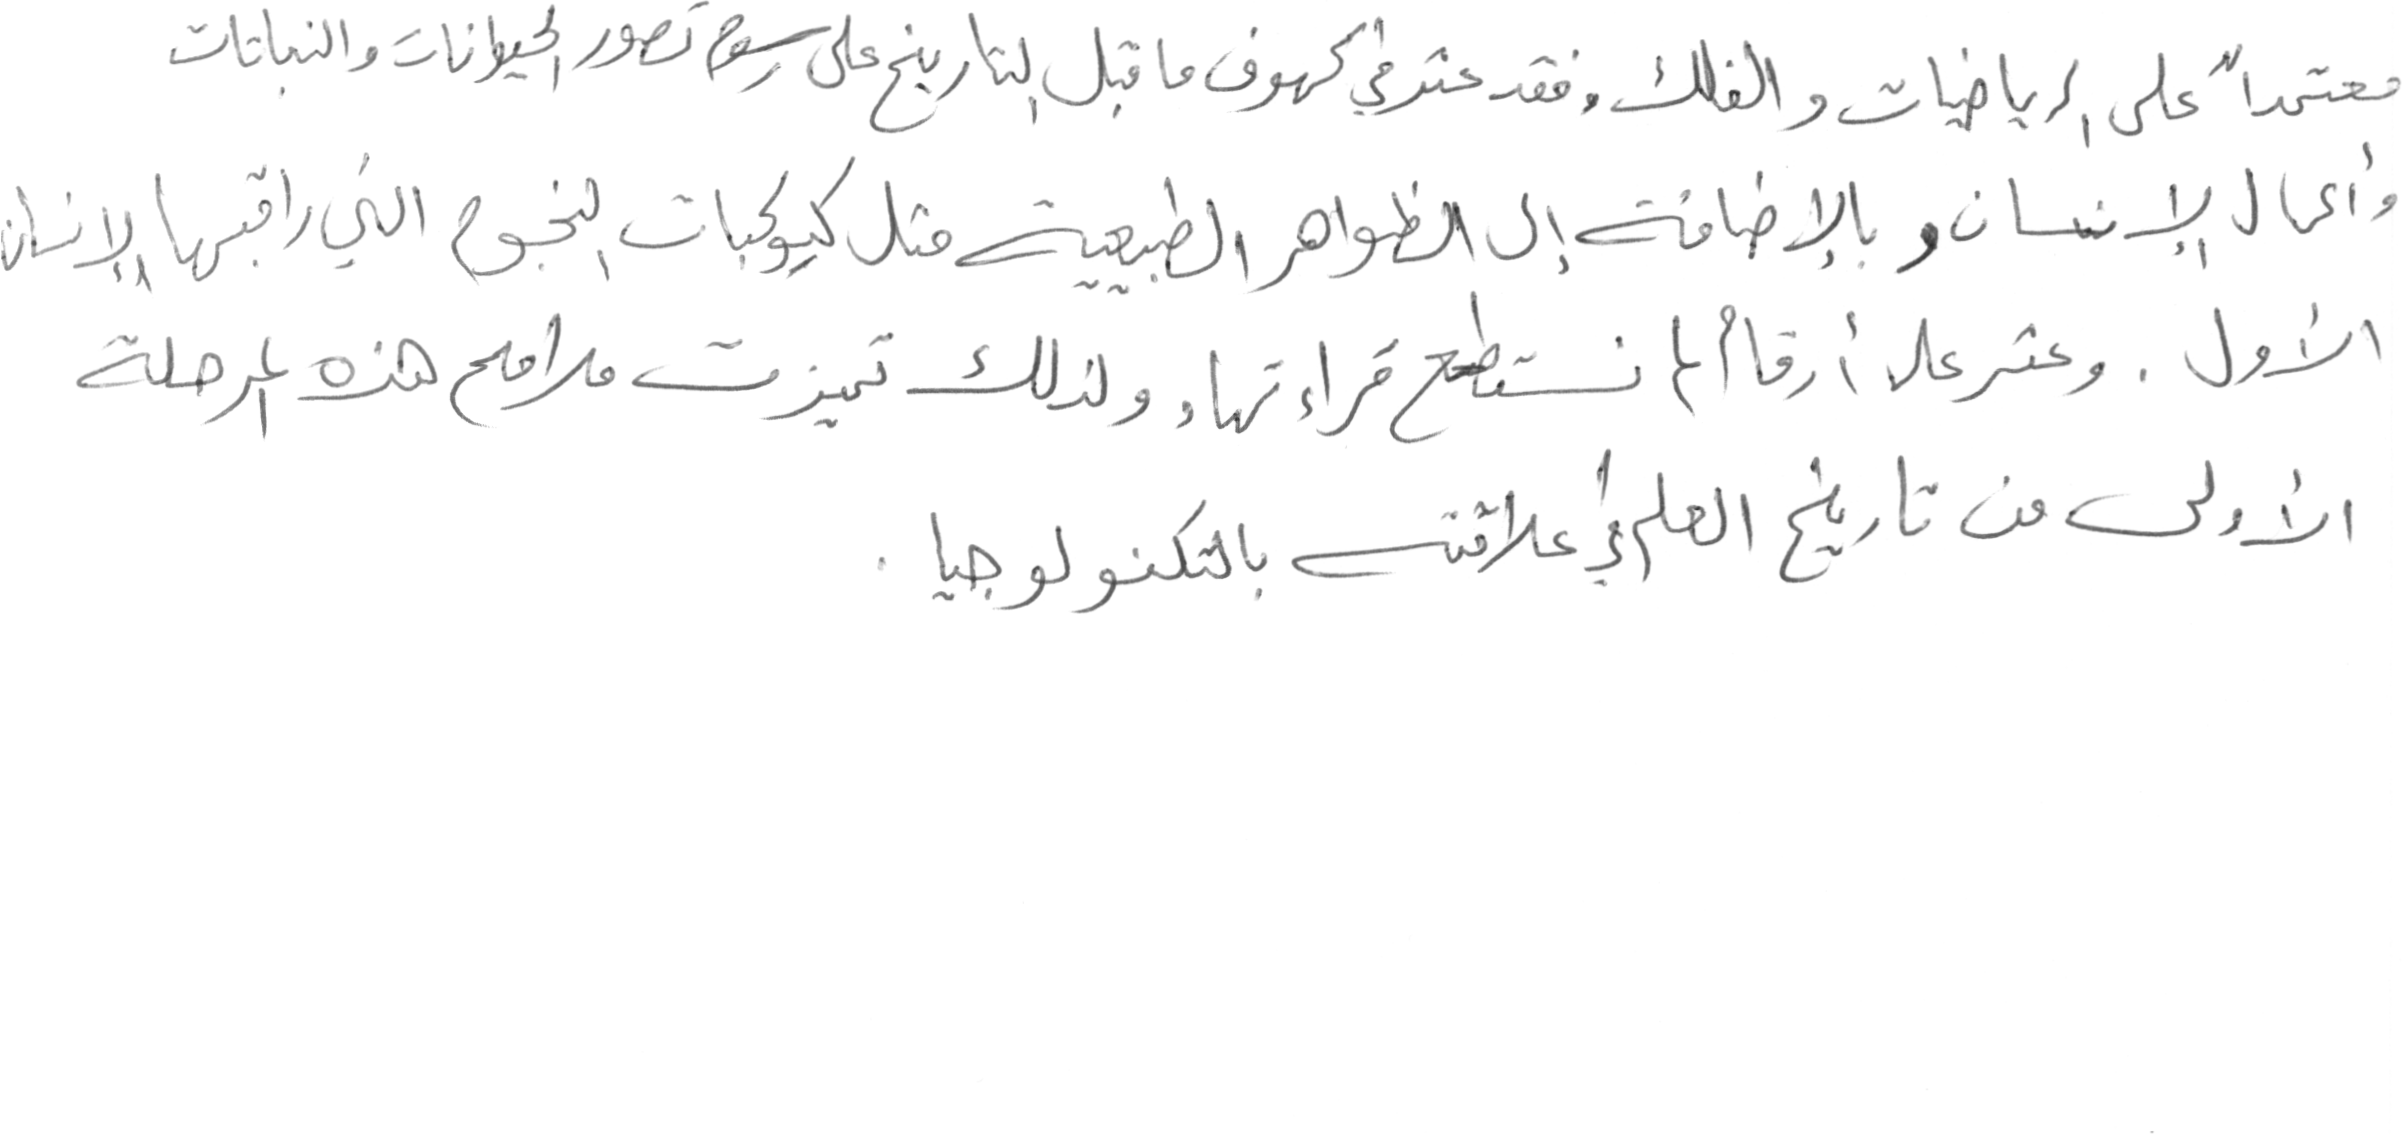 معتمداً على الرياضيات والفلك، فقد عثر في كهوف ما قبل التاريخ على رسوم تصور الحيوانات والنباتات
وأعمال الإنسان وبالإضافة إلى الظواهر الطبيعية مثل كويكبات النجوم التي راقبها الإنسان
الأول. وعثر على أرقام لم نستطع قراءتها، ولذلك تميزت ملامح هذه المرحلة
الأولى من تاريخ العلم في علاقته بالتكنولوجيا.